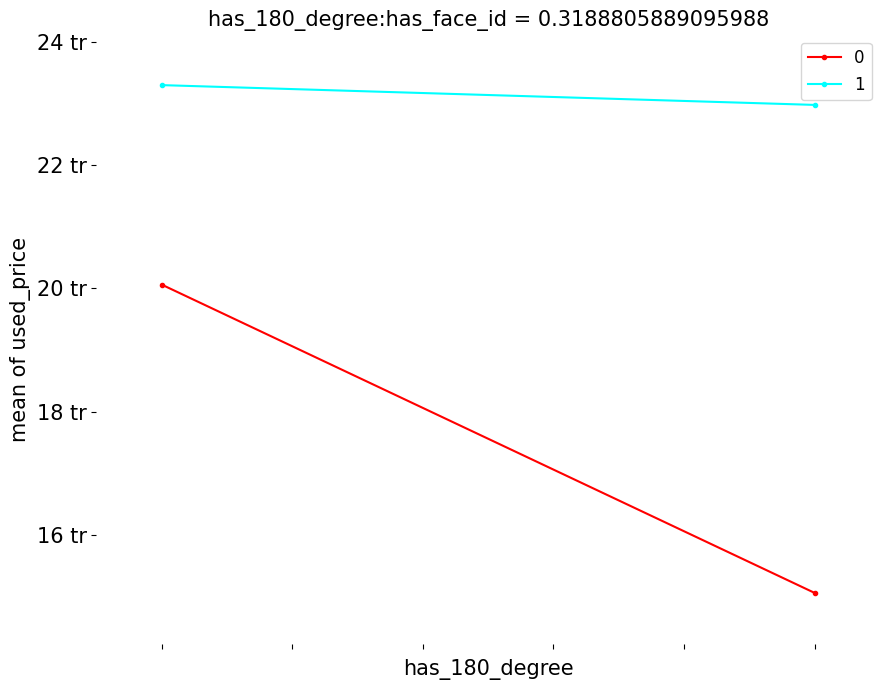 has_180_degree:has_face_id = 0.3188805889095988
0
1
24 tr
22 tr
20 tr
18 tr
16 tr
mean of used_price
has_180_degree